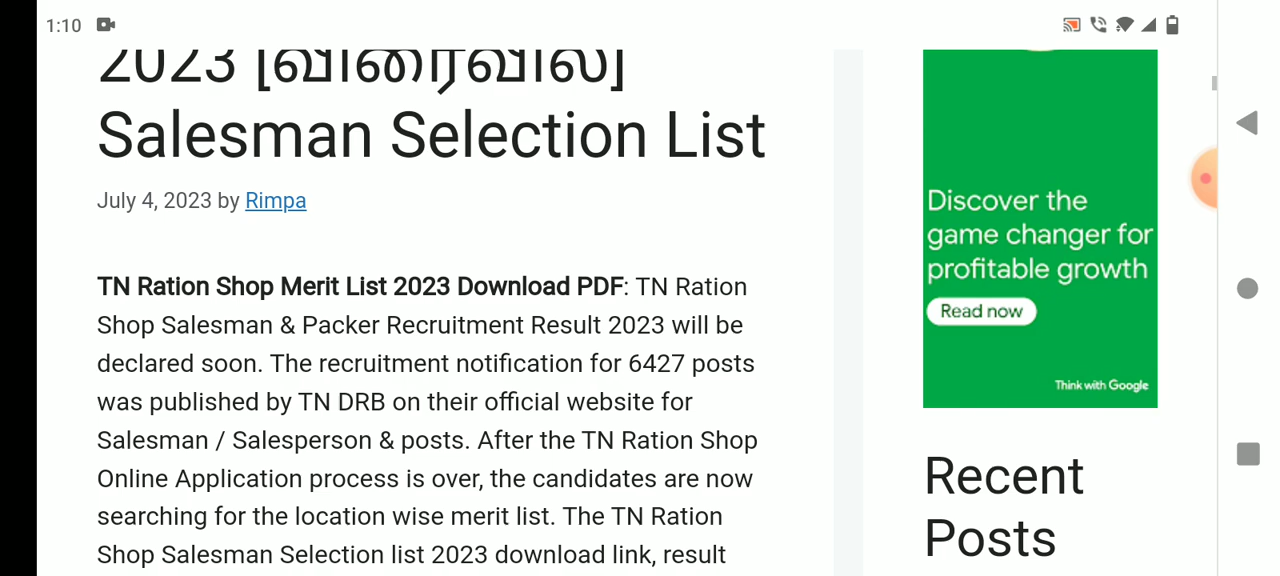 1:10
2023 [விரைவில்]
Salesman Selection List
July 4, 2023 by Rimpa
TN Ration Shop Merit List 2023 Download PDF: TN Ration
Shop Salesman & Packer Recruitment Result 2023 will be
declared soon. The recruitment notification for 6427 posts
was published by TN DRB on their official website for
Salesman / Salesperson & posts. After the TN Ration Shop
Online Application process is over, the candidates are now
searching for the location wise merit list. The TN Ration
Shop Salesman Selection list 2023 download link, result
Discover the
game changer for
profitable growth
Read now
Think with Google
Recent
Posts